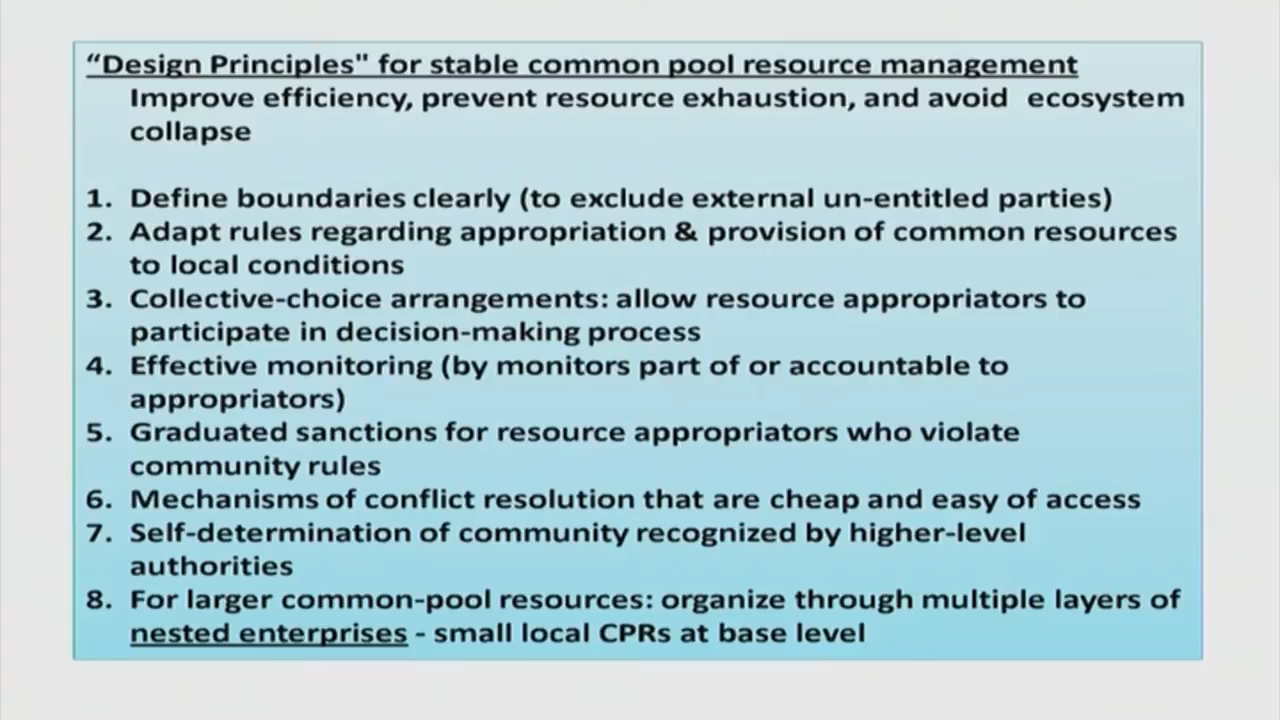 “Design Principles" for stable common pool resource management
Improve efficiency, prevent resource exhaustion, and avoid ecosystem
collapse
1. Define boundaries clearly (to exclude external un-entitled parties)
2. Adapt rules regarding appropriation & provision of common resources
to local conditions
3. Collective-choice arrangements: allow resource appropriators to
participate in decision-making process
4. Effective monitoring (by monitors part of or accountable to
appropriators)
5. Graduated sanctions for resource appropriators who violate
community rules
6. Mechanisms of conflict resolution that are cheap and easy of access
7. Self-determination of community recognized by higher-level
authorities
8. For larger common-pool resources: organize through multiple layers of
nested enterprises - small local CPRs at base level